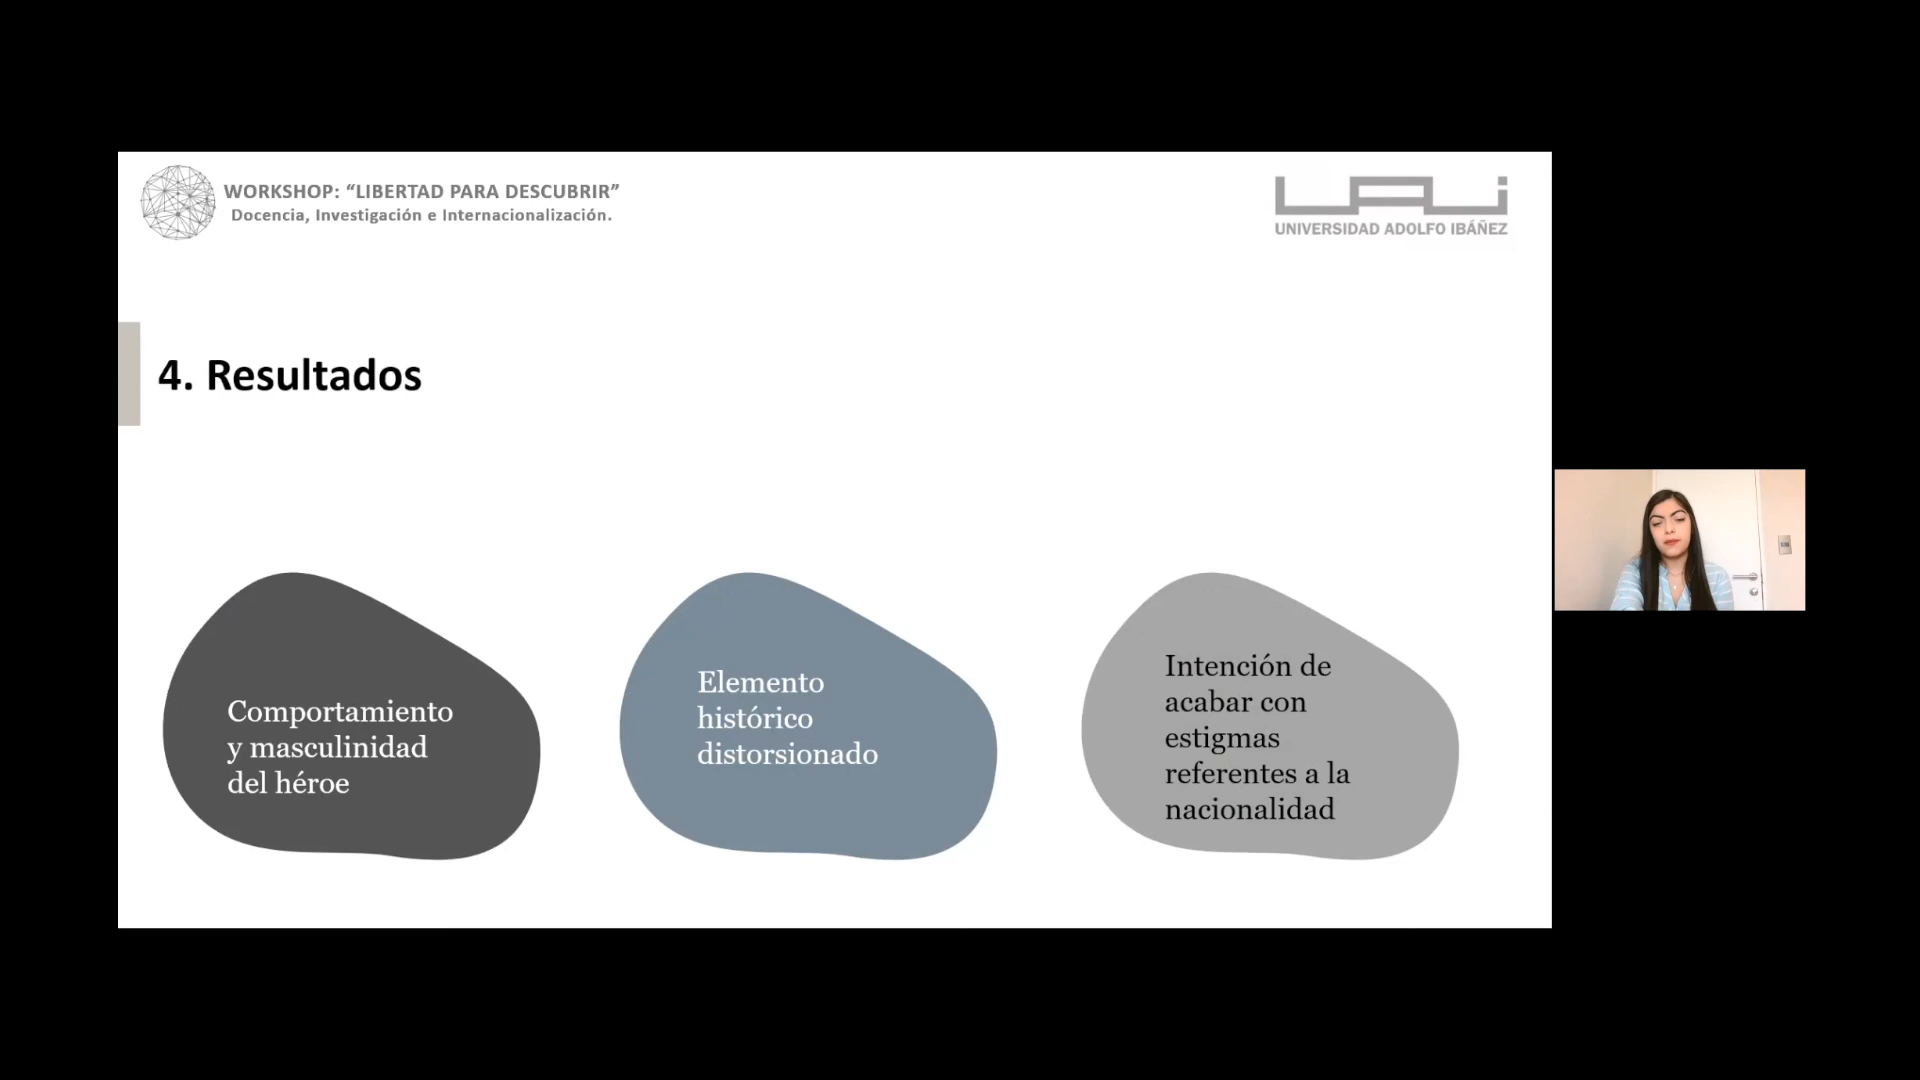 WORKSHOP: “LIBERTAD PARA DESCUBRIR”
Docencia, Investigación e Internacionalización.
UAI
UNIVERSIDAD ADOLFO IBÁÑEZ
4. Resultados
Comportamiento
y masculinidad
del héroe
Elemento
histórico
distorsionado
Intención de
acabar con
estigmas
referentes a la
nacionalidad